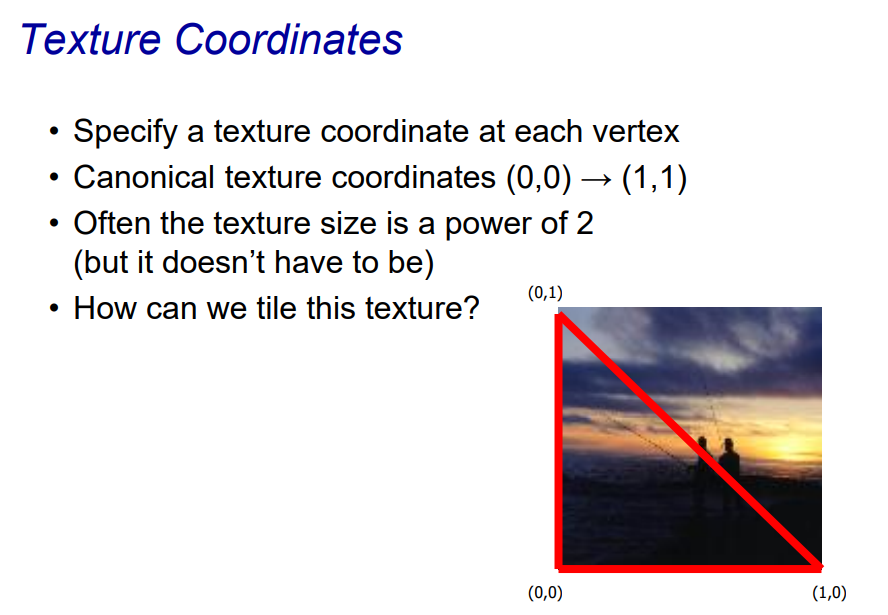 Texture Coordinates
• Specify a texture coordinate at each vertex
• Canonical texture coordinates (0,0) → (1,1)
• Often the texture size is a power of 2
(but it doesn’t have to be)
• How can we tile this texture?
(0,1)
(0,0)
(1,0)